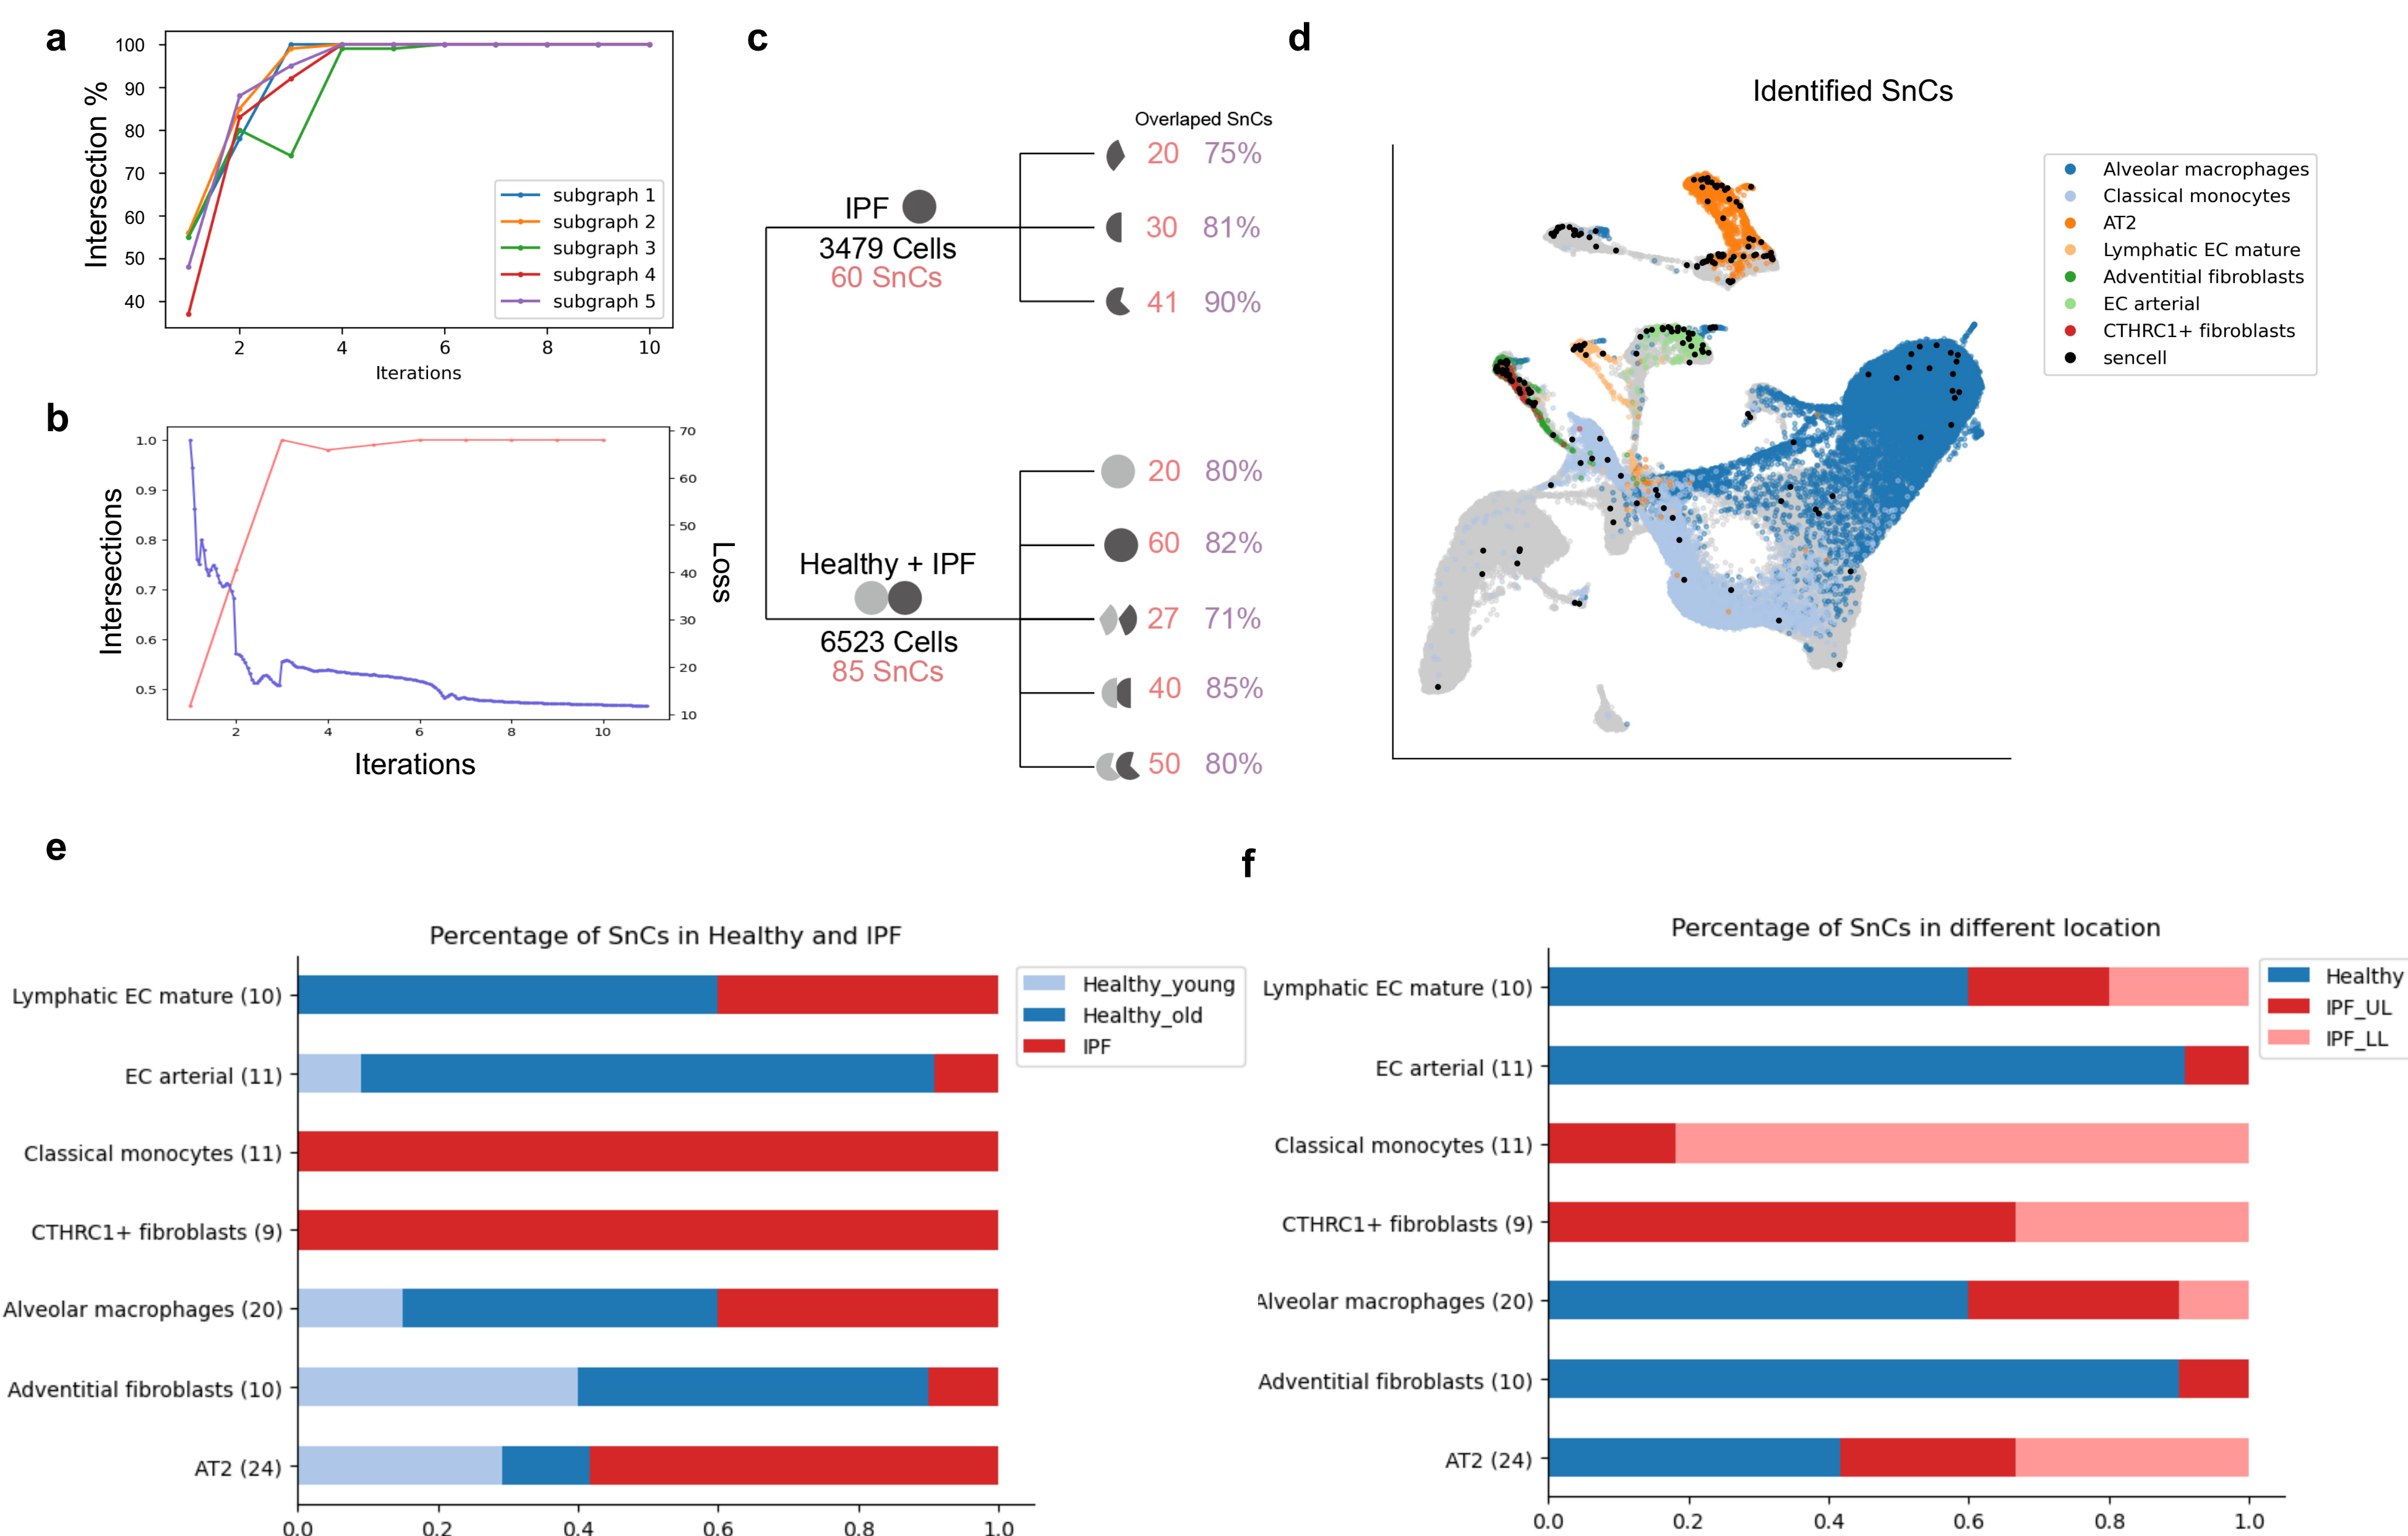 a
100
90
80
70
60
50
40
Intersection %
2 4 6 8 10
Iterations
subgraph 1
subgraph 2
subgraph 3
subgraph 4
subgraph 5
b
1.0
0.9
0.8
0.7
0.6
0.5
Intersections
70
60
50
40
30
20
10
Loss
2 4 6 8 10
Iterations
c
Overlaped SnCs
IPF
3479 Cells
60 SnCs
20 75%
30 81%
41 90%
Healthy + IPF
6523 Cells
85 SnCs
20 80%
60 82%
27 71%
40 85%
50 80%
d
Identified SnCs
Alveolar macrophages
Classical monocytes
AT2
Lymphatic EC mature
Adventitial fibroblasts
EC arterial
CTHRC1+ fibroblasts
sencell
e
Percentage of SnCs in Healthy and IPF
Lymphatic EC mature (10)
EC arterial (11)
Classical monocytes (11)
CTHRC1+ fibroblasts (9)
Alveolar macrophages (20)
Adventitial fibroblasts (10)
AT2 (24)
0.0 0.2 0.4 0.6 0.8 1.0
Healthy_young
Healthy_old
IPF
f
Percentage of SnCs in different location
Lymphatic EC mature (10)
EC arterial (11)
Classical monocytes (11)
CTHRC1+ fibroblasts (9)
Alveolar macrophages (20)
Adventitial fibroblasts (10)
AT2 (24)
0.0 0.2 0.4 0.6 0.8 1.0
Healthy
IPF_UL
IPF_LL